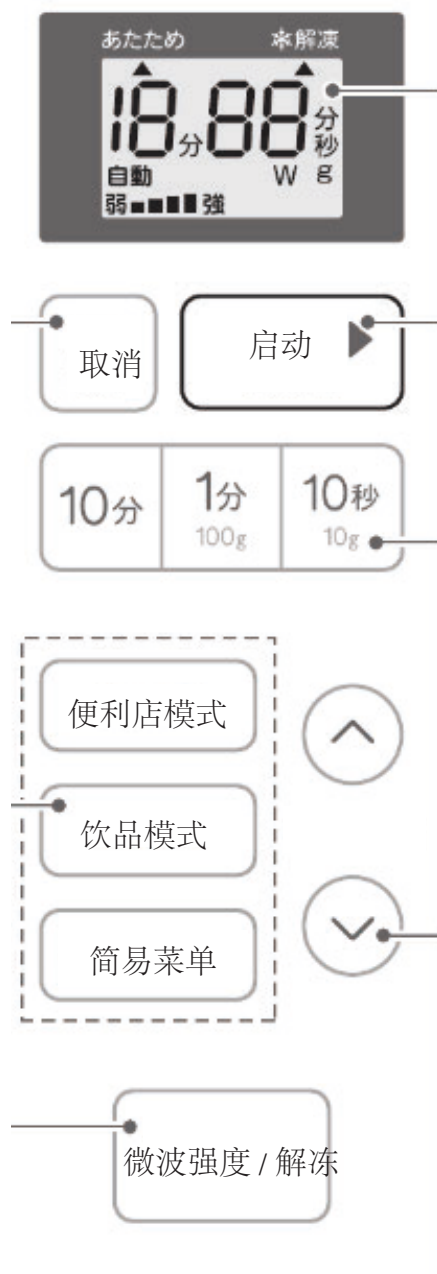 あたため ✻解凍
18分88分秒
自動 W g
弱 強
取消 启动
10分 1分 10秒
100g 10g
便利店模式
饮品模式
简易菜单
微波强度 / 解冻